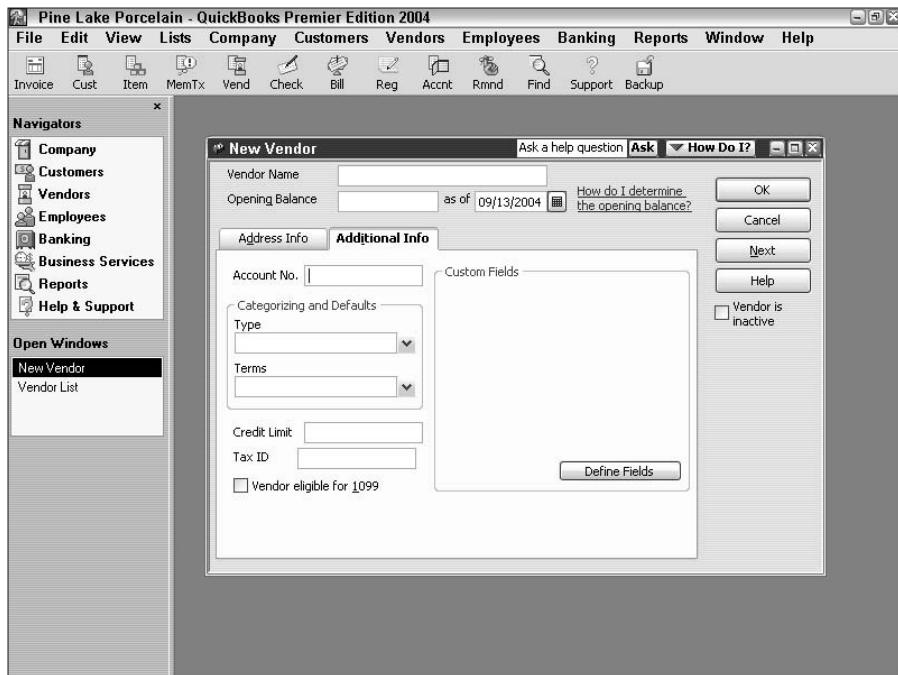 Pine Lake Porcelain - QuickBooks Premier Edition 2004
File Edit View Lists Company Customers Vendors Employees Banking Reports Window Help
Invoice Cust Item MemTx Vend Check Bill Reg Accnt Rmnd Find Support Backup
Navigators
Company
Customers
Vendors
Employees
Banking
Business Services
Reports
Help & Support
Open Windows
New Vendor
Vendor List
New Vendor Ask a help question Ask How Do I?
Vendor Name
Opening Balance as of 09/13/2004 How do I determine
the opening balance?
OK
Cancel
Next
Help
Vendor is
inactive
Address Info Additional Info
Account No.
Categorizing and Defaults
Type
Terms
Credit Limit
Tax ID
Vendor eligible for 1099
Custom Fields
Define Fields